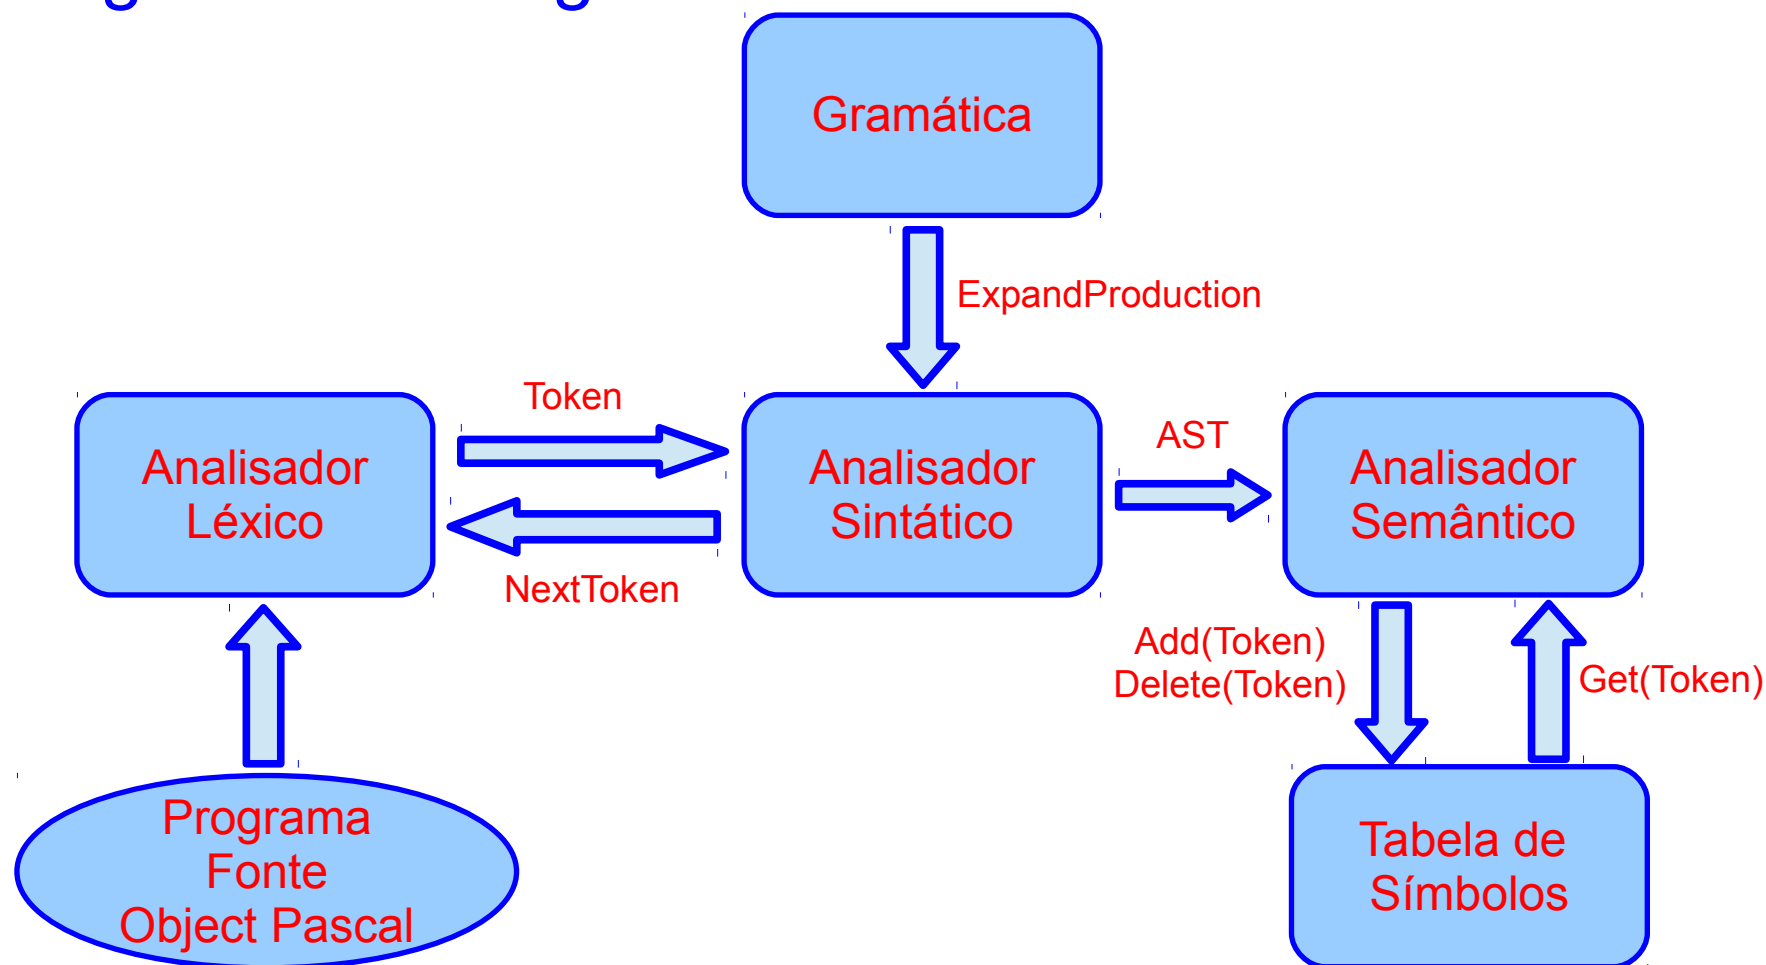 Gramática
ExpandProduction
Token
Analisador
Léxico
Analisador
Sintático
AST
Analisador
Semântico
NextToken
Add(Token)
Delete(Token)
Get(Token)
Programa
Fonte
Object Pascal
Tabela de
Símbolos